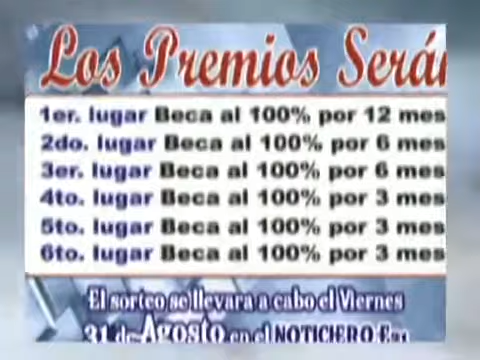 Los Premios Serán
1er. lugar Beca al 100% por 12 mes
2do. lugar Beca al 100% por 6 mes
3er. lugar Beca al 100% por 6 mes
4to. lugar Beca al 100% por 3 mes
5to. lugar Beca al 100% por 3 mes
6to. lugar Beca al 100% por 3 mes
El sorteo se llevara a cabo el Viernes
31 de Agosto en el NOTICIERO